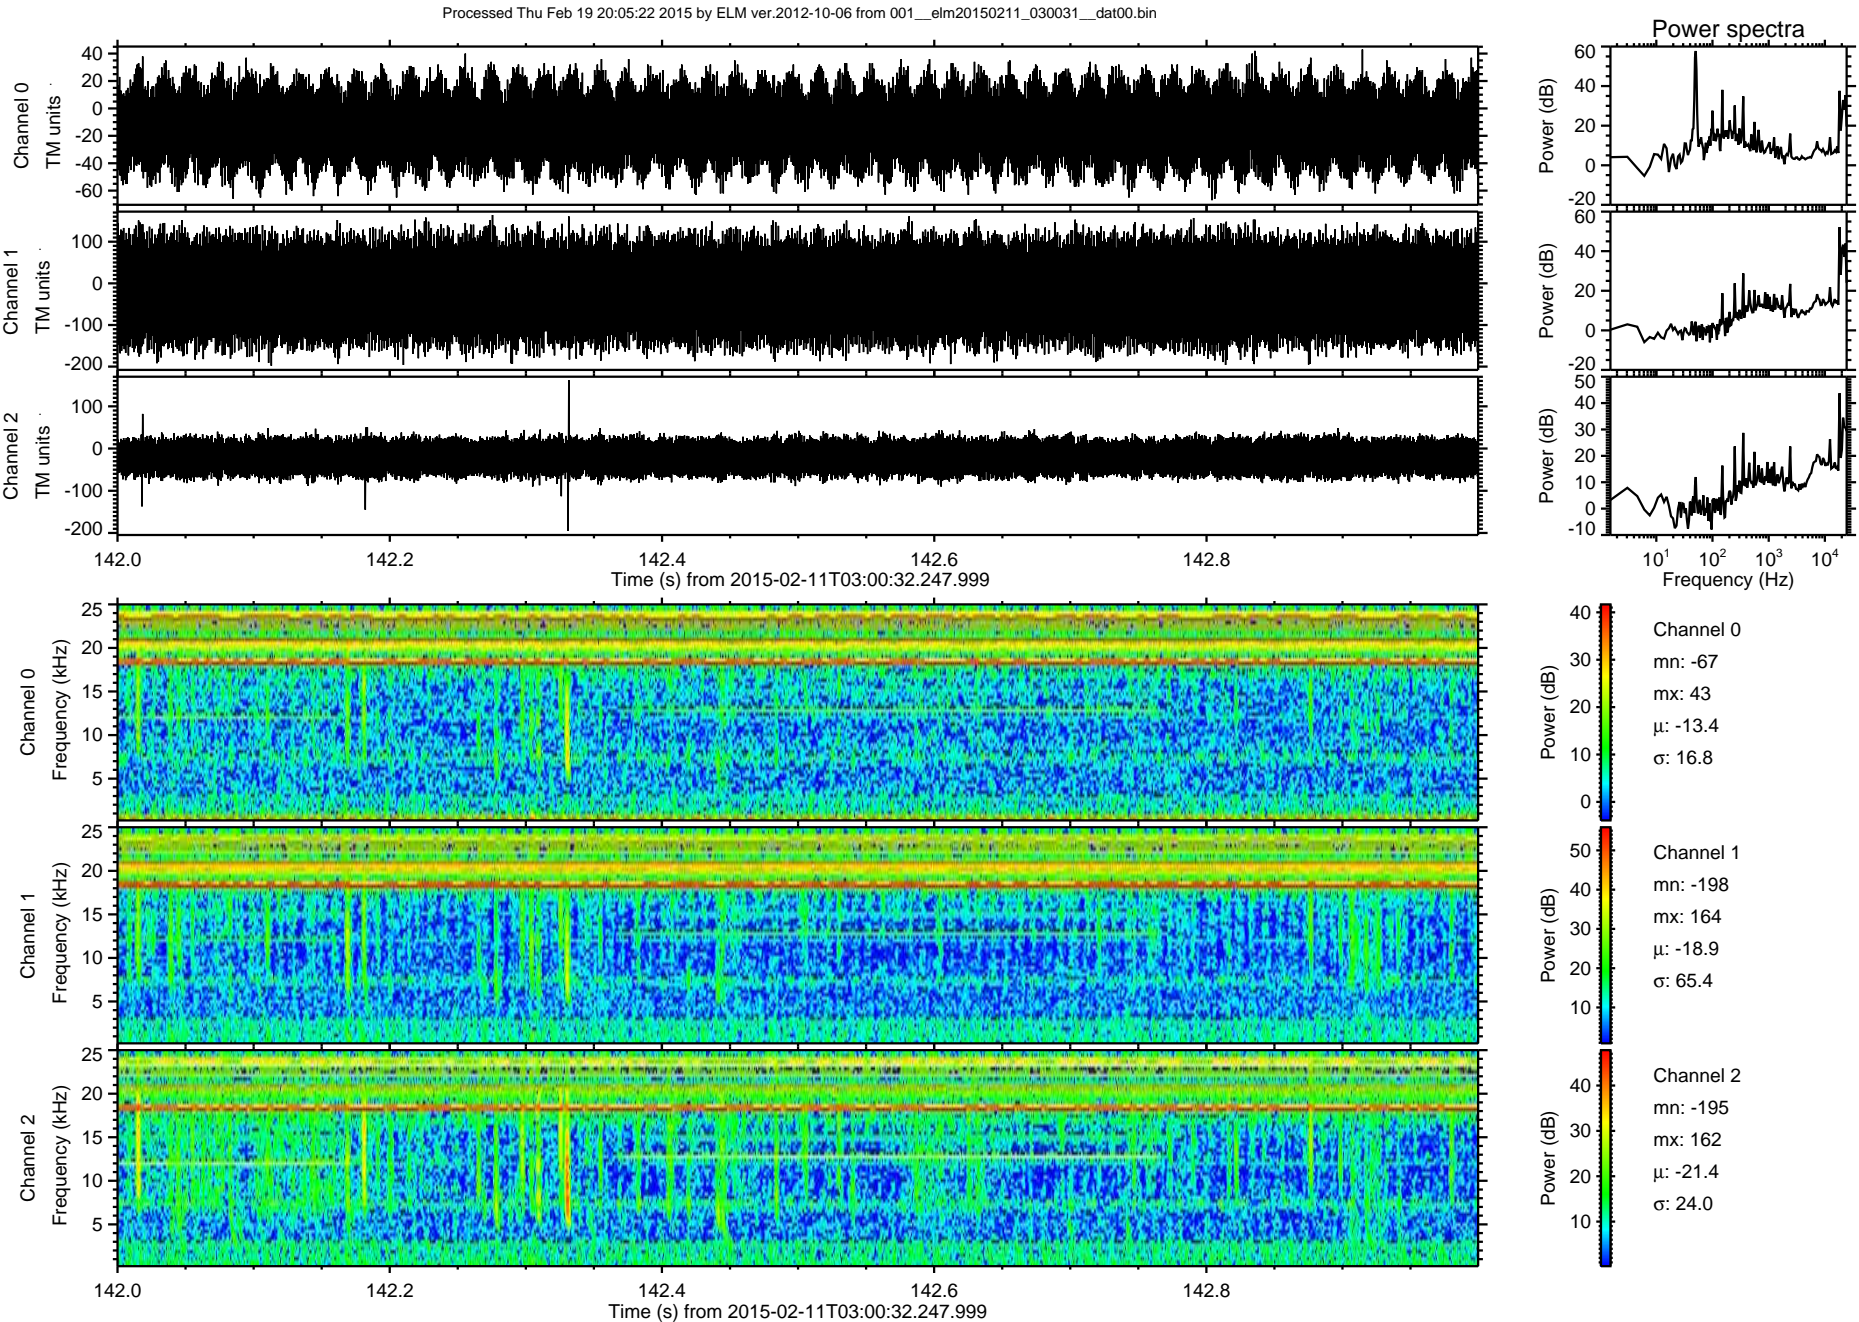 Processed Thu Feb 19 20:05:22 2015 by ELM ver.2012-10-06 from 001__elm20150211_030031__dat00.bin
Power spectra
Channel 0
TM units
40
20
0
-20
-40
-60
Power (dB)
60
40
20
0
-20
Channel 1
TM units
100
0
-100
-200
Power (dB)
60
40
20
0
-20
Channel 2
TM units
100
0
-100
-200
Power (dB)
50
40
30
20
10
0
-10
142.0 142.2 142.4 142.6 142.8
Time (s) from 2015-02-11T03:00:32.247.999
10¹ 10² 10³ 10⁴
Frequency (Hz)
Channel 0
Frequency (kHz)
25
20
15
10
5
Power (dB)
40
30
20
10
0
Channel 0
mn: -67
mx: 43
μ: -13.4
σ: 16.8
Channel 1
Frequency (kHz)
25
20
15
10
5
Power (dB)
50
40
30
20
10
Channel 1
mn: -198
mx: 164
μ: -18.9
σ: 65.4
Channel 2
Frequency (kHz)
25
20
15
10
5
Power (dB)
40
30
20
10
Channel 2
mn: -195
mx: 162
μ: -21.4
σ: 24.0
142.0 142.2 142.4 142.6 142.8
Time (s) from 2015-02-11T03:00:32.247.999